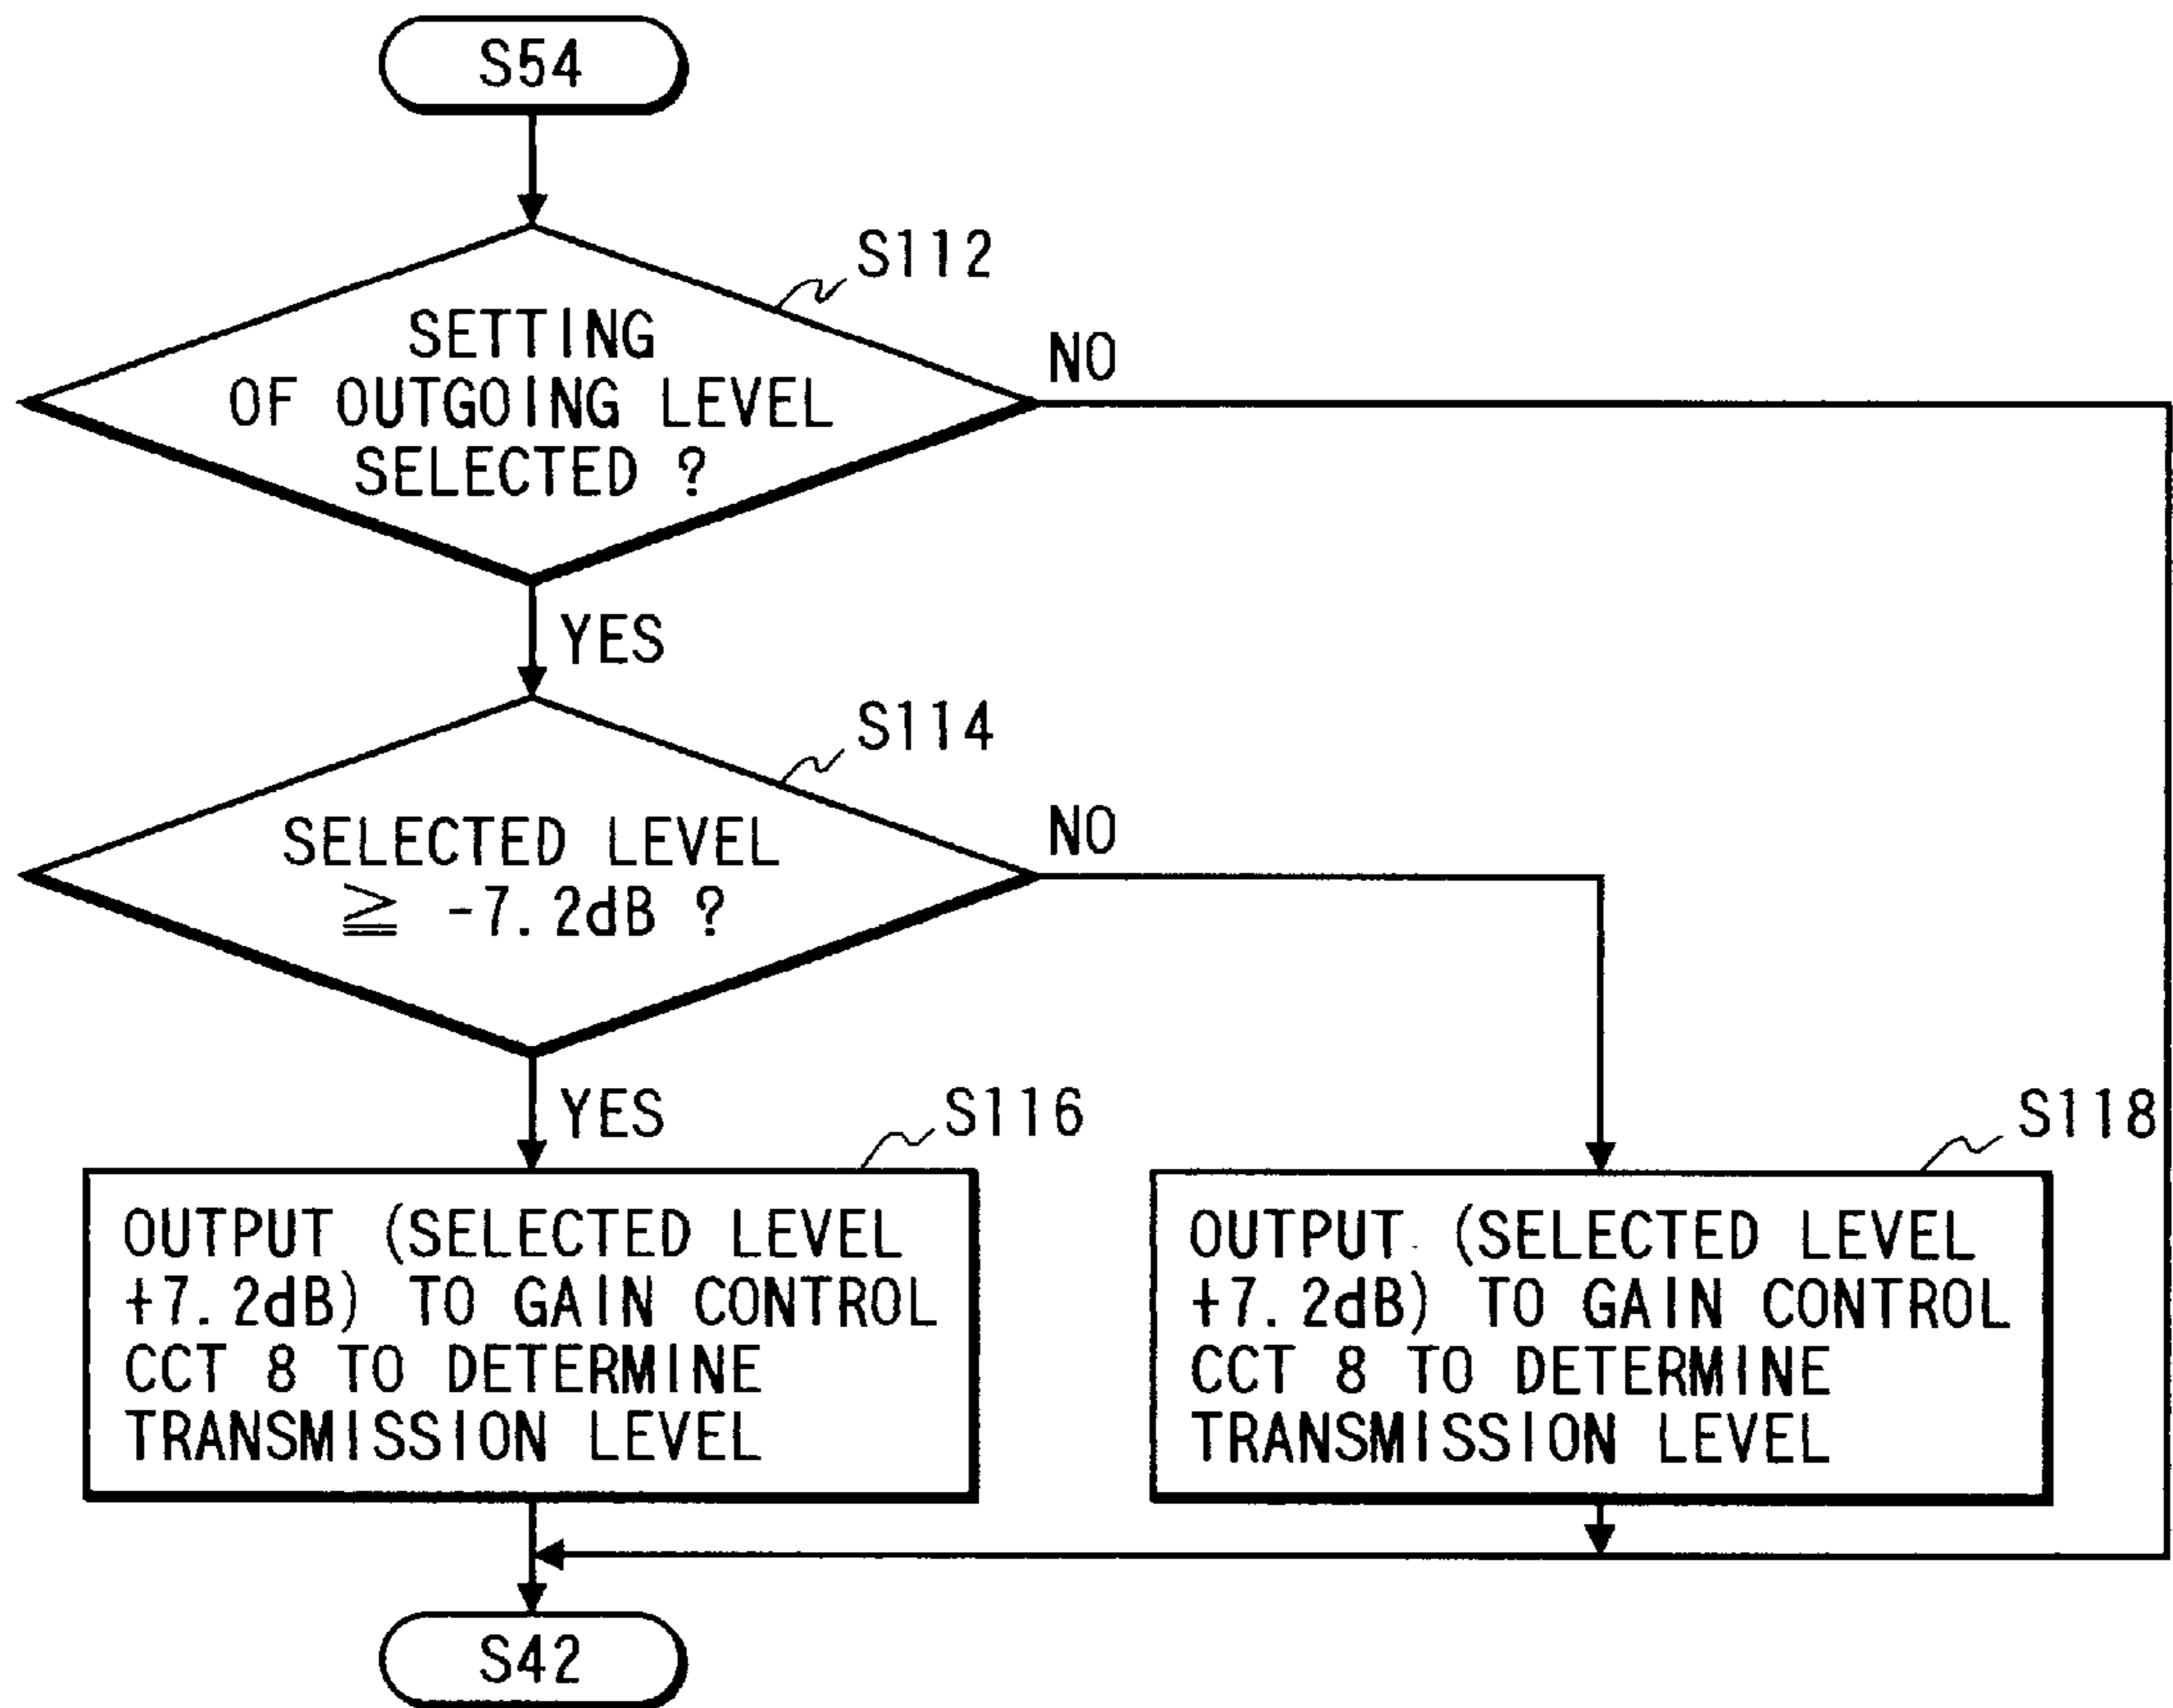 S54
S112
SETTING
OF OUTGOING LEVEL
SELECTED ?
NO
YES
S114
SELECTED LEVEL
≧ -7.2dB ?
NO
YES
S116
OUTPUT (SELECTED LEVEL
+7.2dB) TO GAIN CONTROL
CCT 8 TO DETERMINE
TRANSMISSION LEVEL
S118
OUTPUT (SELECTED LEVEL
+7.2dB) TO GAIN CONTROL
CCT 8 TO DETERMINE
TRANSMISSION LEVEL
S42